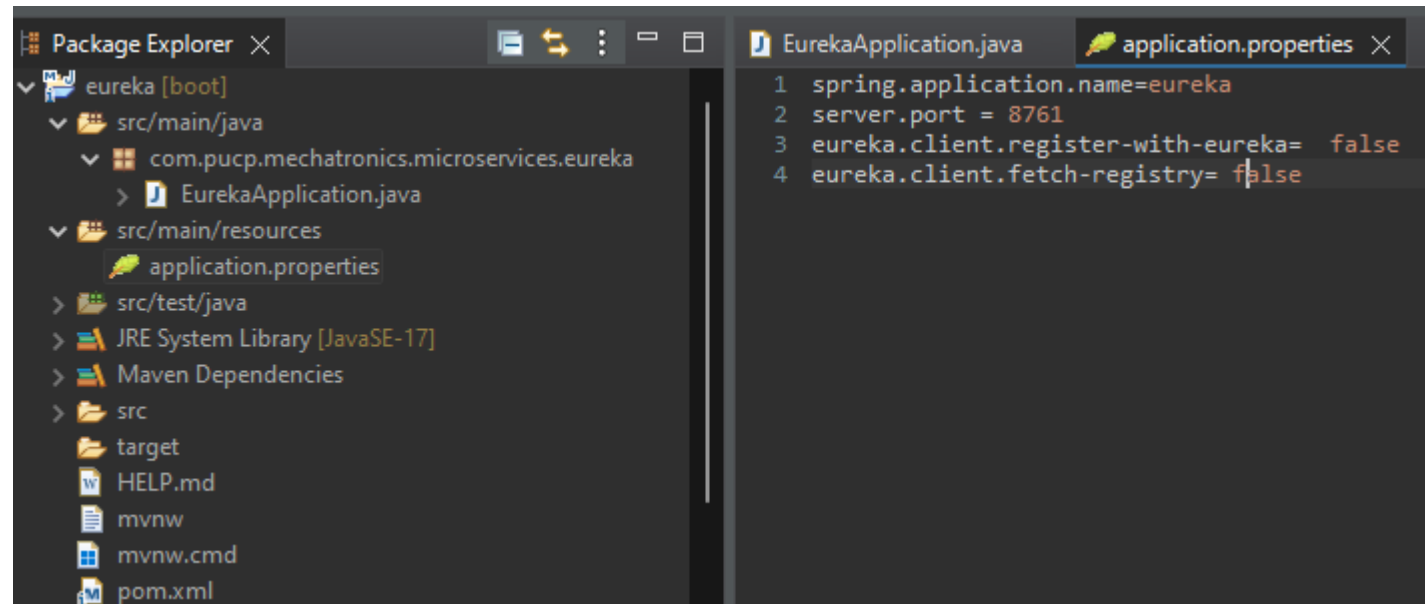 Package Explorer
eureka [boot]
src/main/java
com.pucp.mechatronics.microservices.eureka
EurekaApplication.java
src/main/resources
application.properties
src/test/java
JRE System Library [JavaSE-17]
Maven Dependencies
src
target
HELP.md
mvnw
mvnw.cmd
pom.xml
EurekaApplication.java
application.properties
1 spring.application.name=eureka
2 server.port = 8761
3 eureka.client.register-with-eureka=  false
4 eureka.client.fetch-registry= false